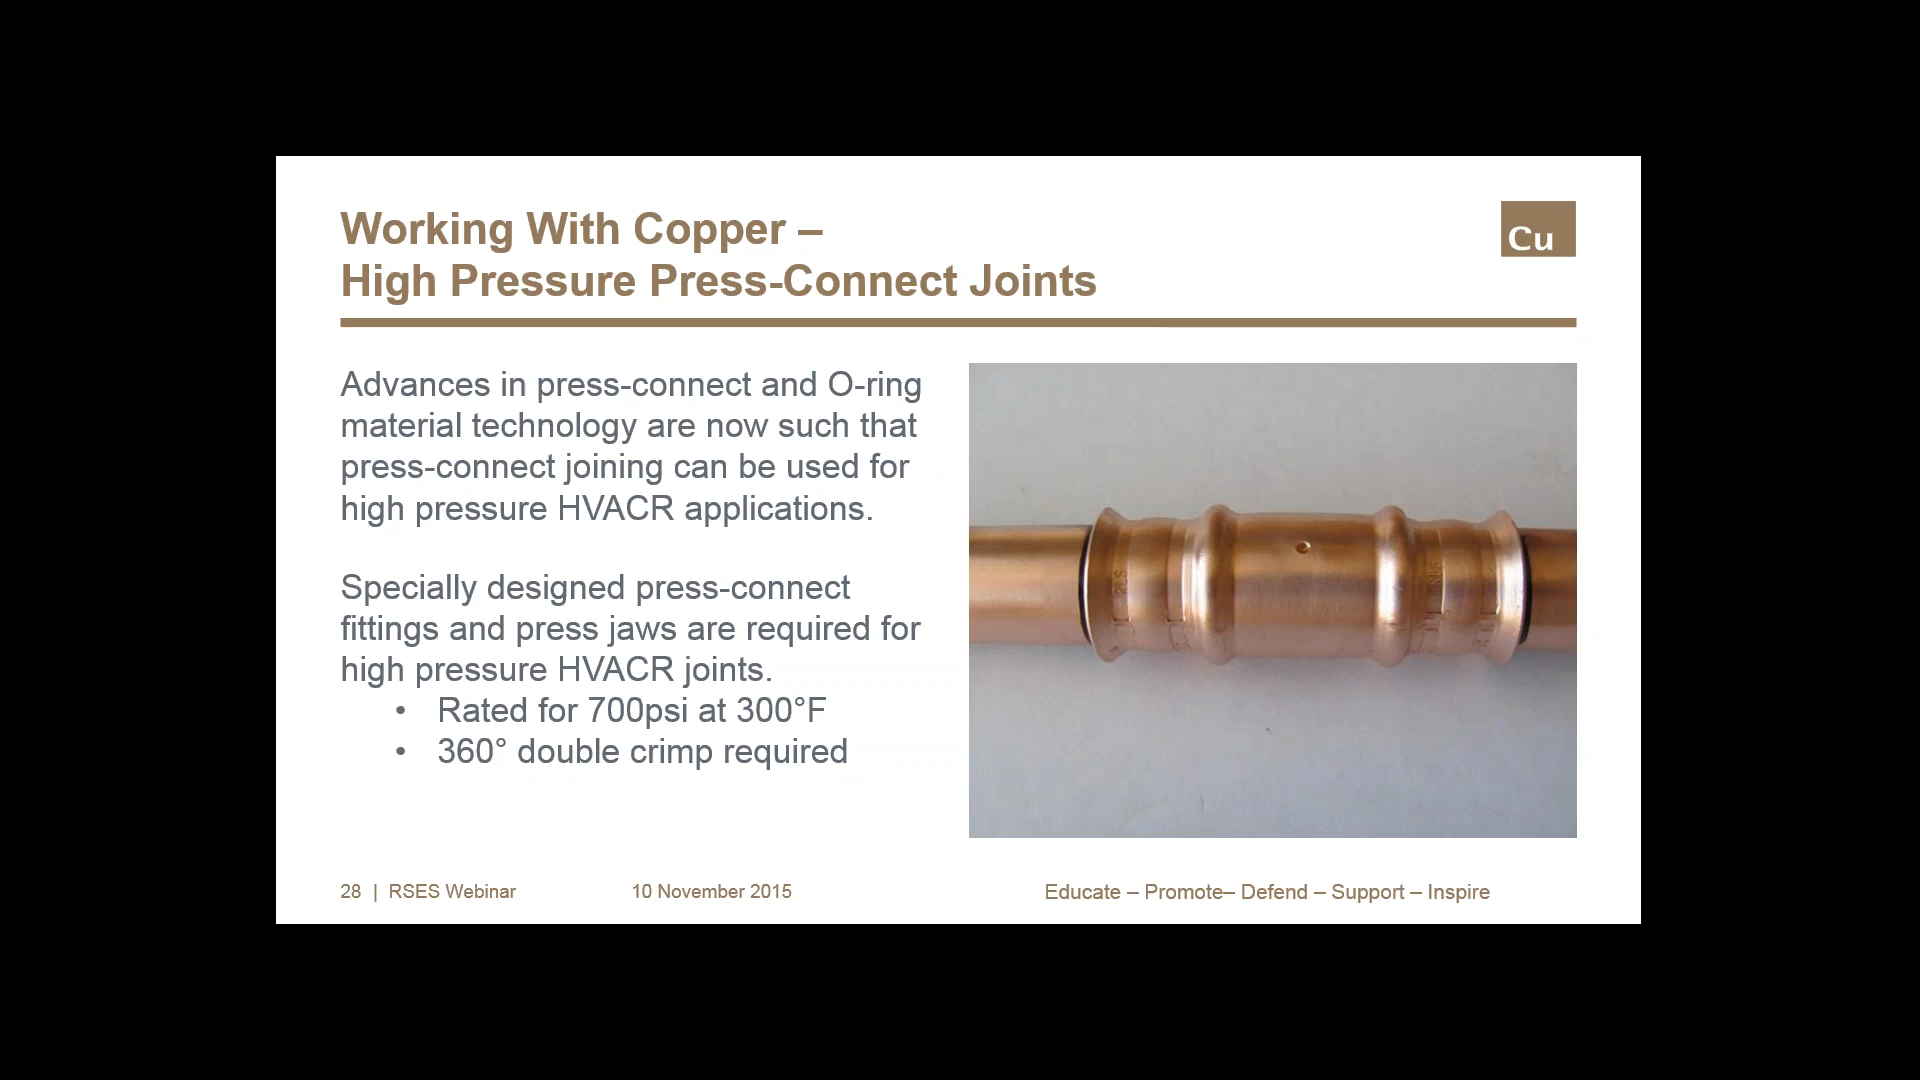 Working With Copper –
High Pressure Press-Connect Joints
Cu
Advances in press-connect and O-ring
material technology are now such that
press-connect joining can be used for
high pressure HVACR applications.
Specially designed press-connect
fittings and press jaws are required for
high pressure HVACR joints.
• Rated for 700psi at 300°F
• 360° double crimp required
RLS
RLS
28 | RSES Webinar
10 November 2015
Educate – Promote– Defend – Support – Inspire